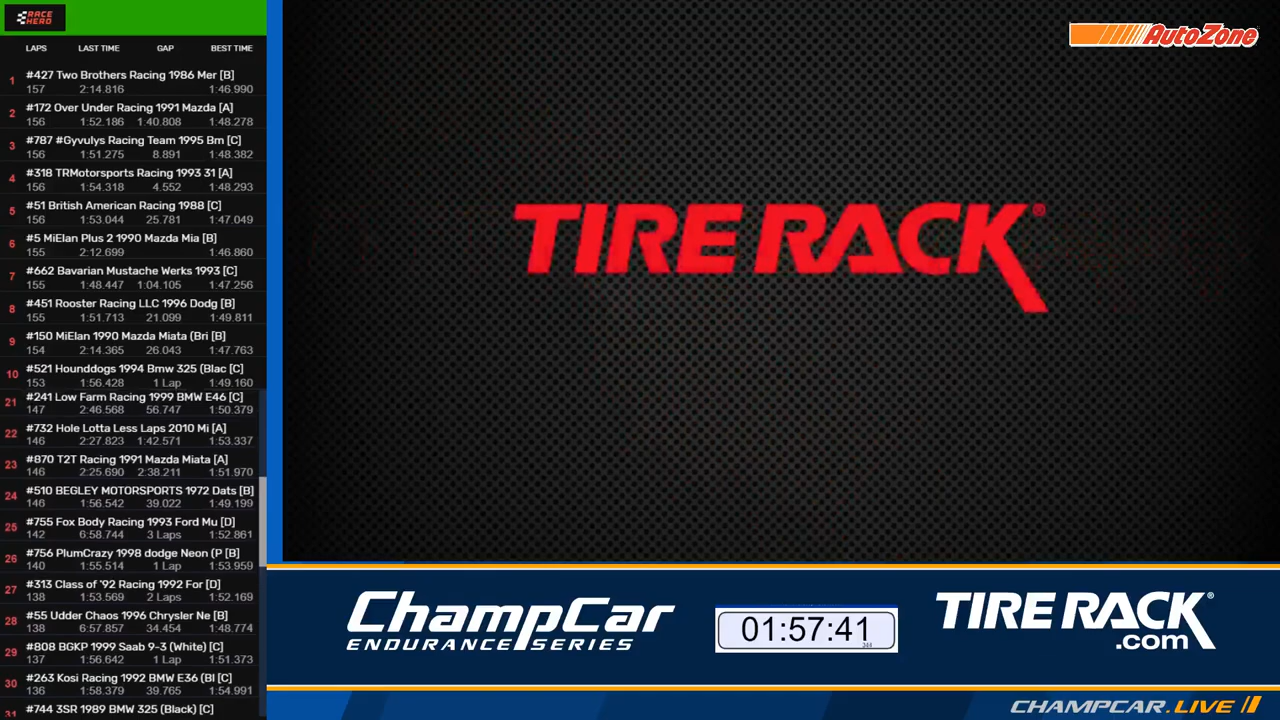 RACE HERO
LAPS LAST TIME GAP BEST TIME
1 #427 Two Brothers Racing 1986 Mer [B]
157 2:14.816 1:46.990
2 #172 Over Under Racing 1991 Mazda [A]
156 1:52.186 1:40.808 1:48.278
3 #787 #Gyvulys Racing Team 1995 Bm [C]
156 1:51.275 8.891 1:48.382
4 #318 TRMotorsports Racing 1993 31 [A]
156 1:54.318 4.552 1:48.293
5 #51 British American Racing 1988 [C]
156 1:53.044 25.781 1:47.049
6 #5 MiElan Plus 2 1990 Mazda Mia [B]
155 2:12.699 1:46.860
7 #662 Bavarian Mustache Werks 1993 [C]
155 1:48.447 1:04.105 1:47.256
8 #451 Rooster Racing LLC 1996 Dodg [B]
155 1:51.713 21.099 1:49.811
9 #150 MiElan 1990 Mazda Miata (Bri [B]
154 2:14.365 26.043 1:47.763
10 #521 Hounddogs 1994 Bmw 325 (Blac [C]
153 1:56.428 1 Lap 1:49.160
21 #241 Low Farm Racing 1999 BMW E46 [C]
147 2:46.568 56.747 1:50.379
22 #732 Hole Lotta Less Laps 2010 Mi [A]
146 2:27.823 1:42.571 1:53.337
23 #870 T2T Racing 1991 Mazda Miata [A]
146 2:25.690 2:38.211 1:51.970
24 #510 BEGLEY MOTORSPORTS 1972 Dats [B]
146 1:56.542 39.022 1:49.199
25 #755 Fox Body Racing 1993 Ford Mu [D]
142 6:58.744 3 Laps 1:52.861
26 #756 PlumCrazy 1998 dodge Neon (P [B]
140 1:55.514 1 Lap 1:53.959
27 #313 Class of '92 Racing 1992 For [D]
138 1:53.569 2 Laps 1:52.169
28 #55 Udder Chaos 1996 Chrysler Ne [B]
138 6:57.857 34.454 1:48.774
29 #808 BGKP 1999 Saab 9-3 (White) [C]
137 1:56.642 1 Lap 1:51.373
30 #263 Kosi Racing 1992 BMW E36 (Bl [C]
136 1:58.379 39.765 1:54.991
31 #744 3SR 1989 BMW 325 (Black) [C]
AutoZone
TIRE RACK®
ChampCar
ENDURANCE SERIES
01:57:41
TIRE RACK®
.com
CHAMPCAR.LIVE